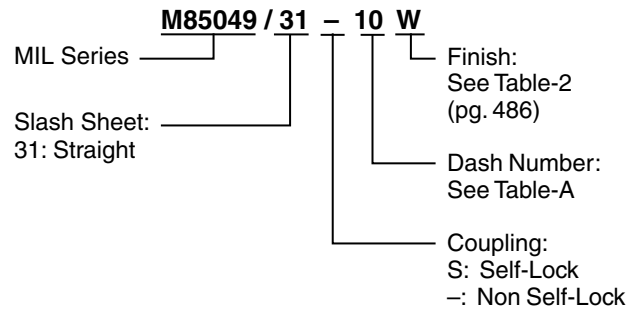 M85049 / 31 – 10 W
MIL Series
Slash Sheet:
31: Straight
Finish:
See Table-2
(pg. 486)
Dash Number:
See Table-A
Coupling:
S: Self-Lock
–: Non Self-Lock